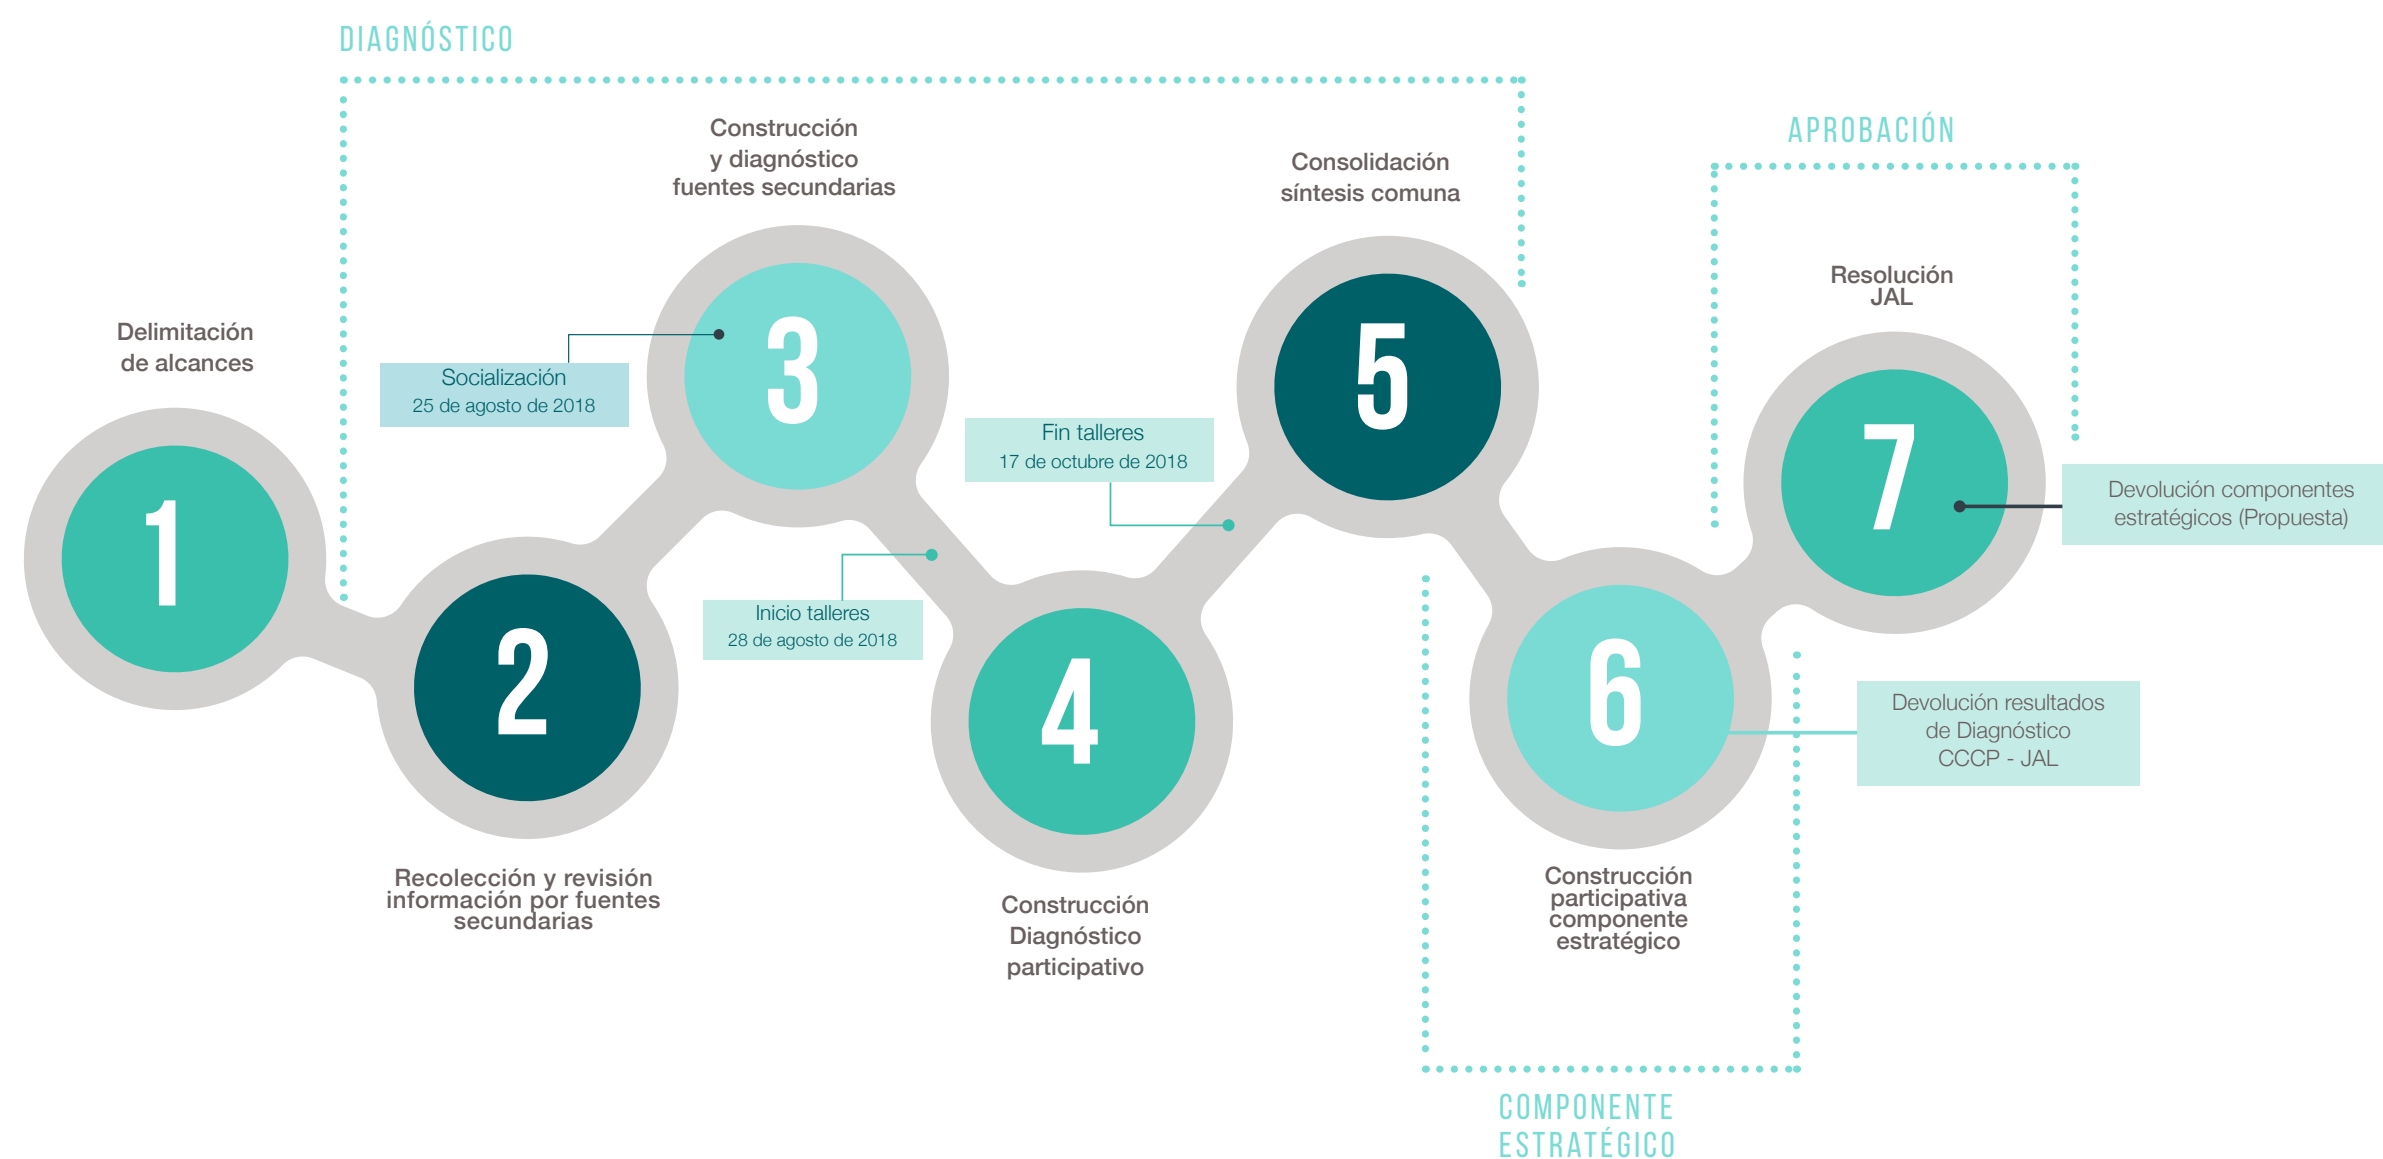 DIAGNÓSTICO
APROBACIÓN
Delimitación
de alcances
1
2
Recolección y revisión
información por fuentes
secundarias
Construcción
y diagnóstico
fuentes secundarias
3
Socialización
25 de agosto de 2018
Inicio talleres
28 de agosto de 2018
4
Construcción
Diagnóstico
participativo
Fin talleres
17 de octubre de 2018
Consolidación
síntesis comuna
5
6
Construcción
participativa
componente
estratégico
Devolución resultados
de Diagnóstico
CCCP - JAL
Resolución
JAL
7
Devolución componentes
estratégicos (Propuesta)
COMPONENTE
ESTRATÉGICO